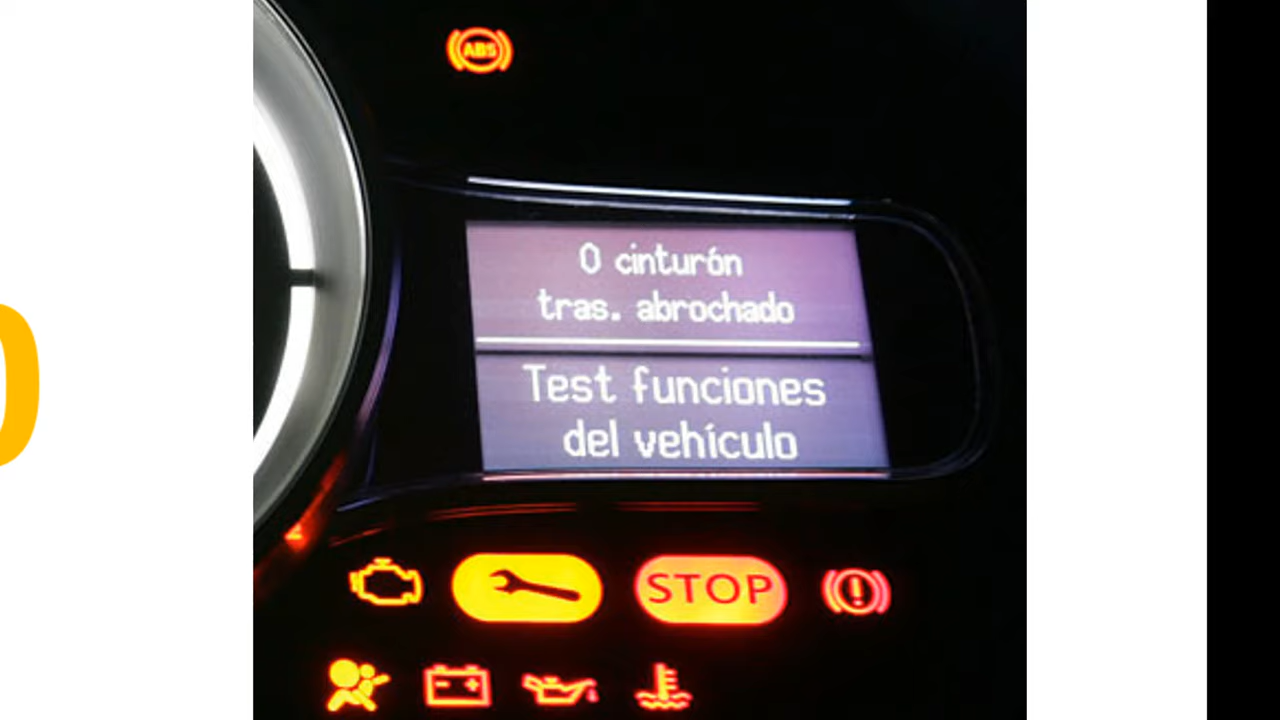 ABS
0 cinturón
tras. abrochado
Test funciones
del vehículo
STOP